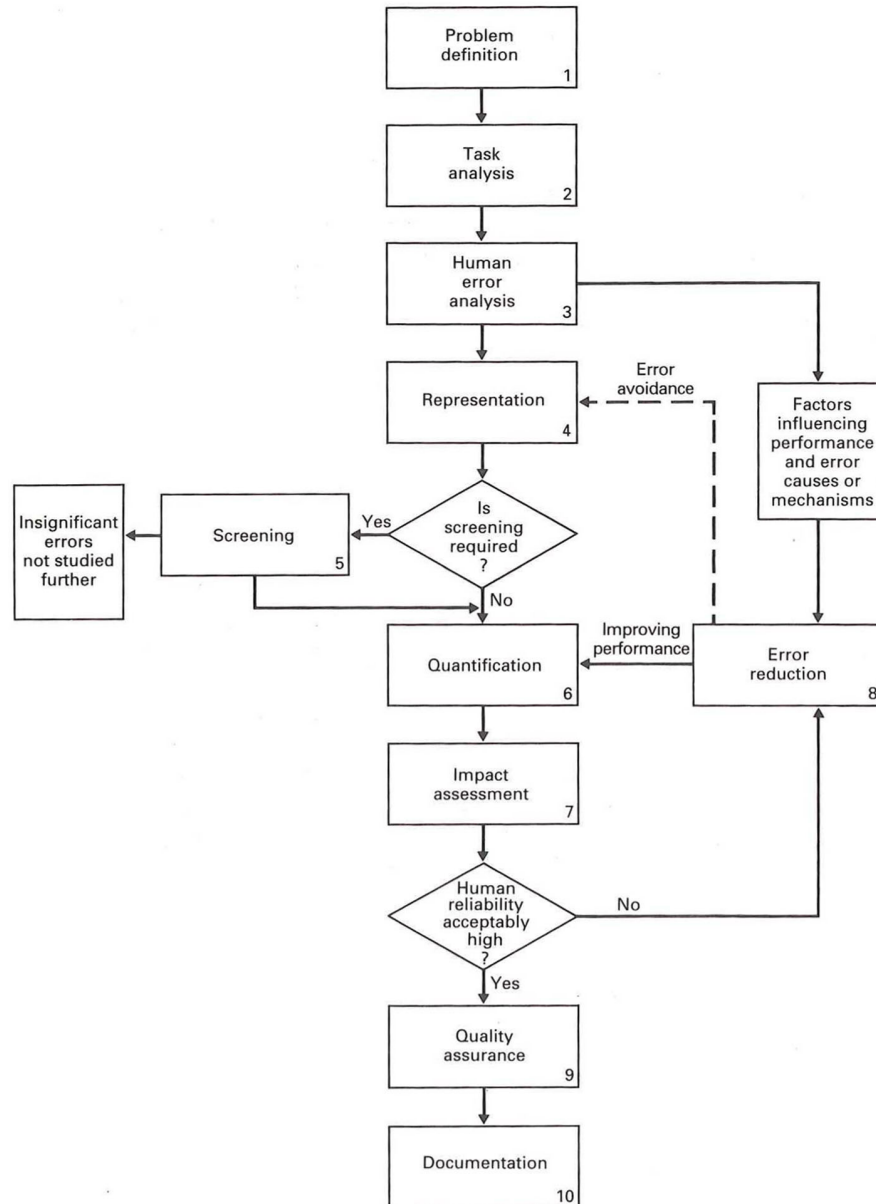 Problem
definition
1
Task
analysis
2
Human
error
analysis
3
Representation
4
Error
avoidance
Factors
influencing
performance
and error
causes or
mechanisms
Is
screening
required
?
Yes
No
Screening
5
Insignificant
errors
not studied
further
Quantification
6
Improving
performance
Error
reduction
8
Impact
assessment
7
Human
reliability
acceptably
high
?
No
Yes
Quality
assurance
9
Documentation
10